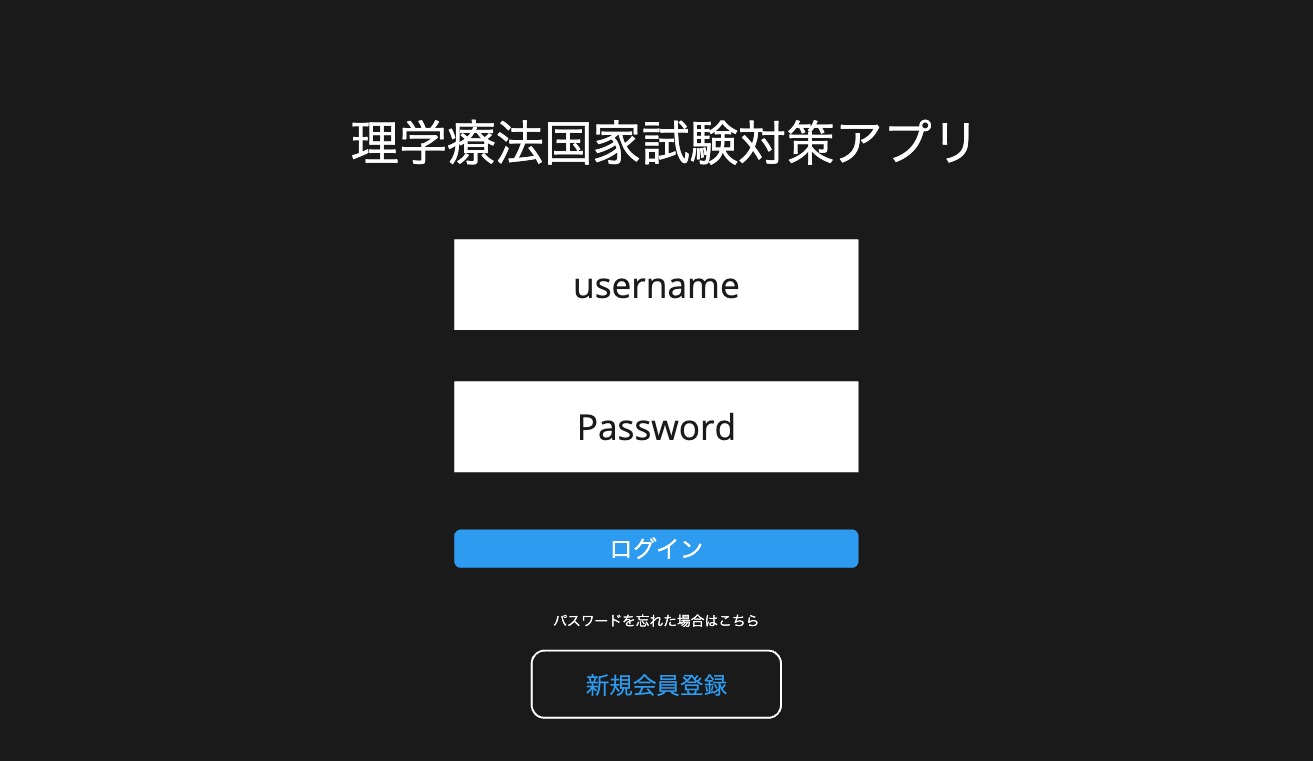 理学療法国家試験対策アプリ
username
Password
ログイン
パスワードを忘れた場合はこちら
新規会員登録